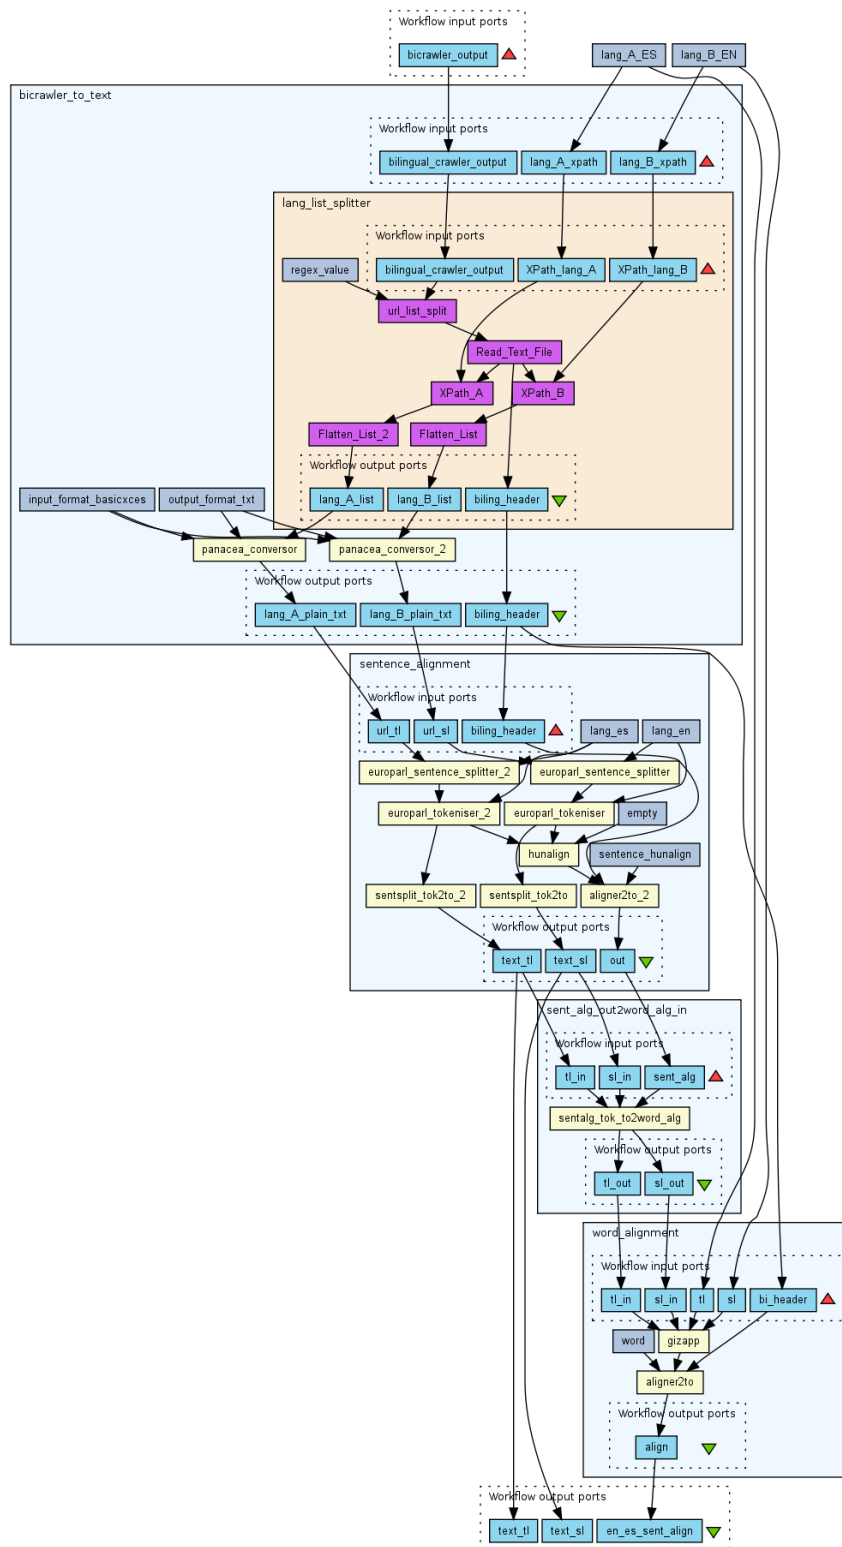 Workflow input ports
bicrawler_output
lang_A_ES
lang_B_EN
bicrawler_to_text
Workflow input ports
bilingual_crawler_output
lang_A_xpath
lang_B_xpath
lang_list_splitter
Workflow input ports
regex_value
bilingual_crawler_output
XPath_lang_A
XPath_lang_B
url_list_split
Read_Text_File
XPath_A
XPath_B
Flatten_List_2
Flatten_List
Workflow output ports
input_format_basicxces
output_format_txt
lang_A_list
lang_B_list
biling_header
panacea_conversor
panacea_conversor_2
Workflow output ports
lang_A_plain_txt
lang_B_plain_txt
biling_header
sentence_alignment
Workflow input ports
url_tl
url_sl
biling_header
lang_es
lang_en
europarl_sentence_splitter_2
europarl_sentence_splitter
europarl_tokeniser_2
europarl_tokeniser
empty
hunalign
sentence_hunalign
sentsplit_tok2to_2
sentsplit_tok2to
aligner2to_2
Workflow output ports
text_tl
text_sl
out
sent_alg_out2word_alg_in
Workflow input ports
tl_in
sl_in
sent_alg
sentalg_tok_to2word_alg
Workflow output ports
tl_out
sl_out
word_alignment
Workflow input ports
tl_in
sl_in
tl
sl
bi_header
word
gizapp
aligner2to
Workflow output ports
align
Workflow output ports
text_tl
text_sl
en_es_sent_align